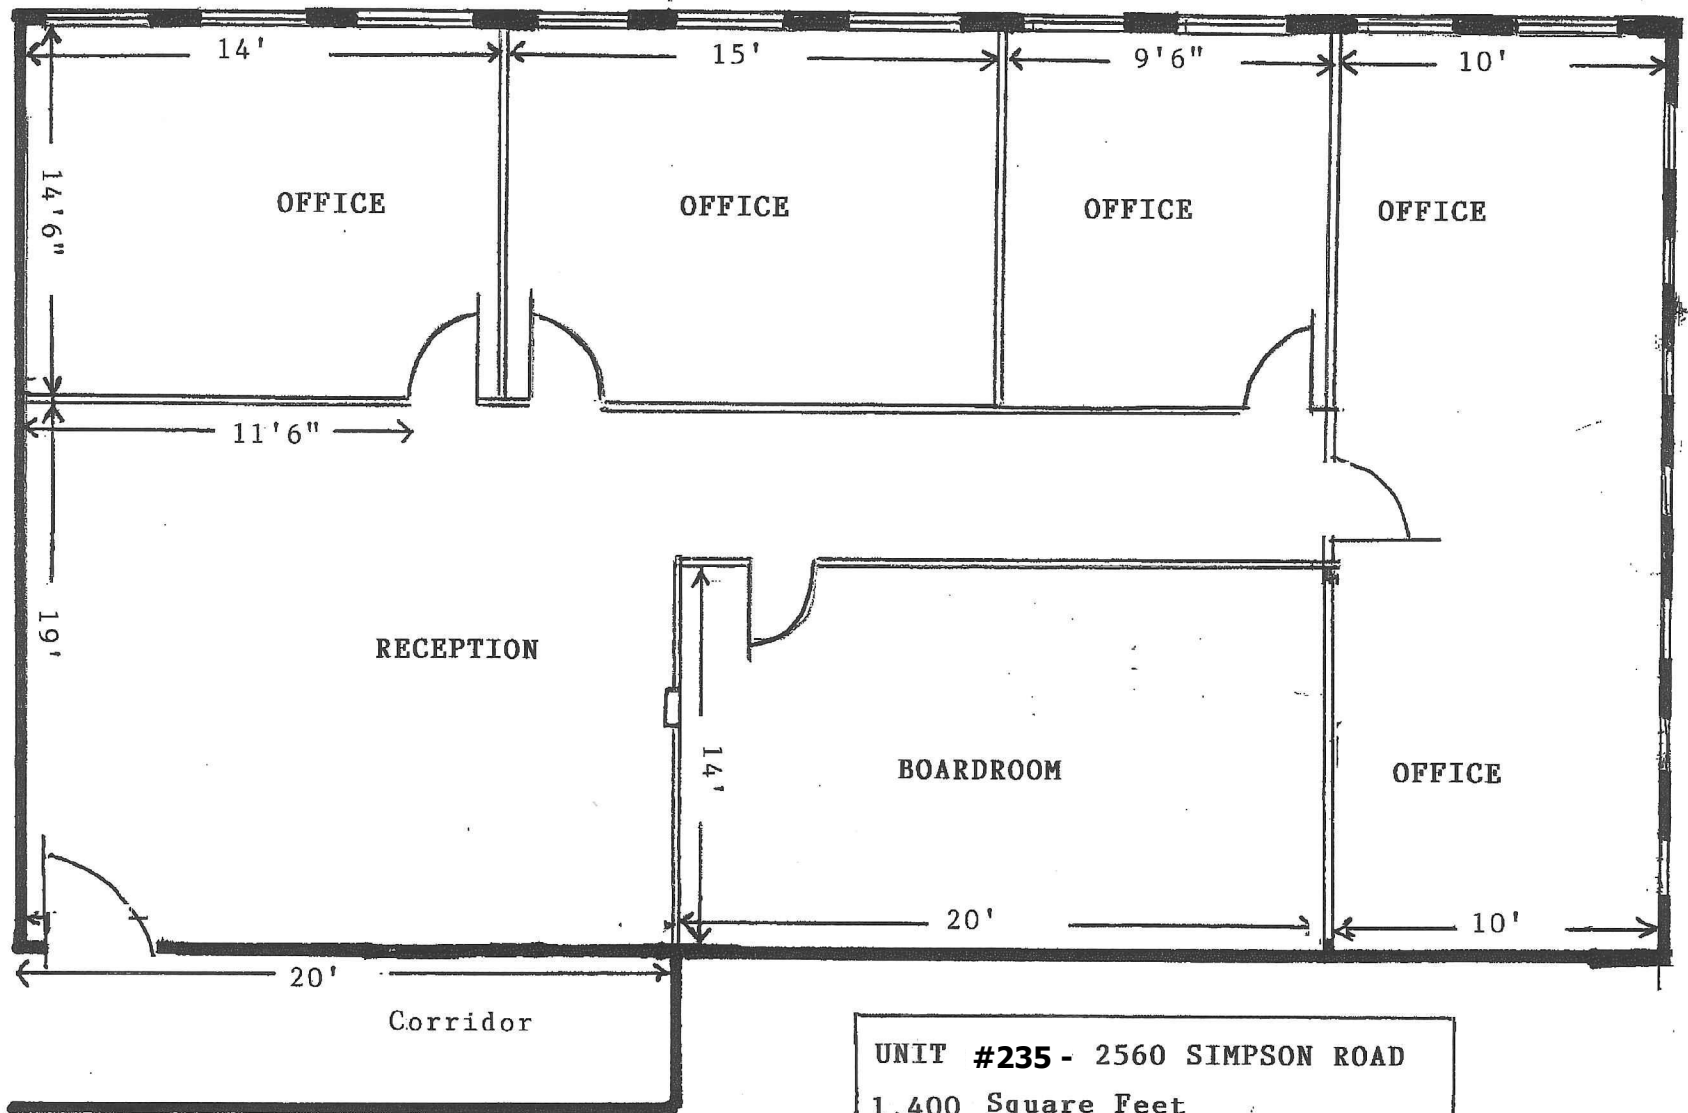 14' 15' 9'6" 10'
14'6"
OFFICE OFFICE OFFICE OFFICE
11'6"
19'
RECEPTION
14'
BOARDROOM OFFICE
20' 10'
20'
Corridor
UNIT #235 - 2560 SIMPSON ROAD
1,400 Square Feet